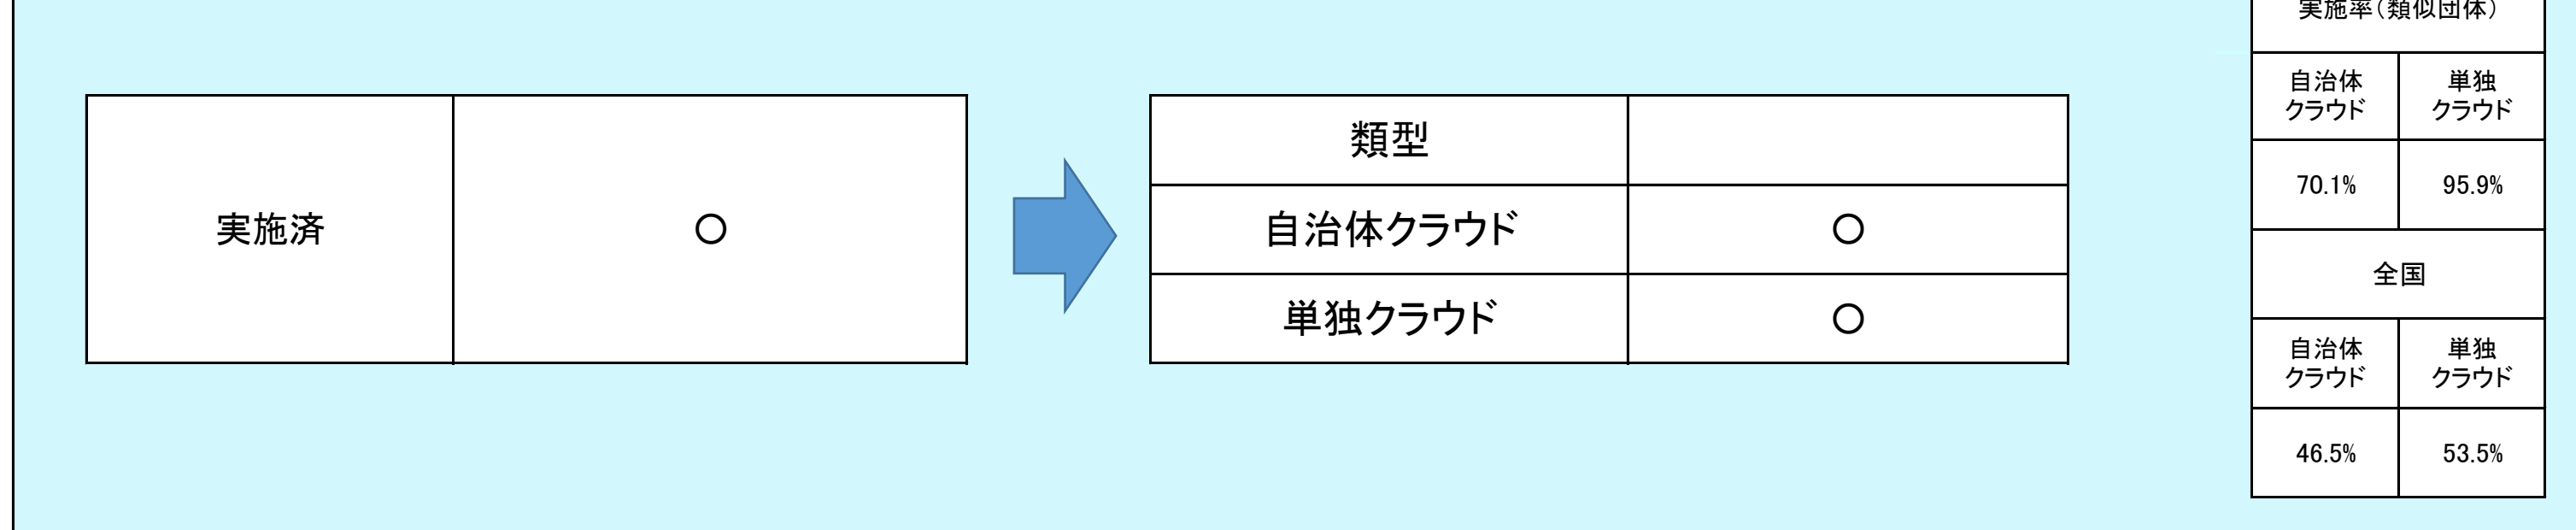 実施済 ○
類型
自治体クラウド ○
単独クラウド ○
実施率（類似団体）
自治体
クラウド
単独
クラウド
70.1% 95.9%
全国
自治体
クラウド
単独
クラウド
46.5% 53.5%